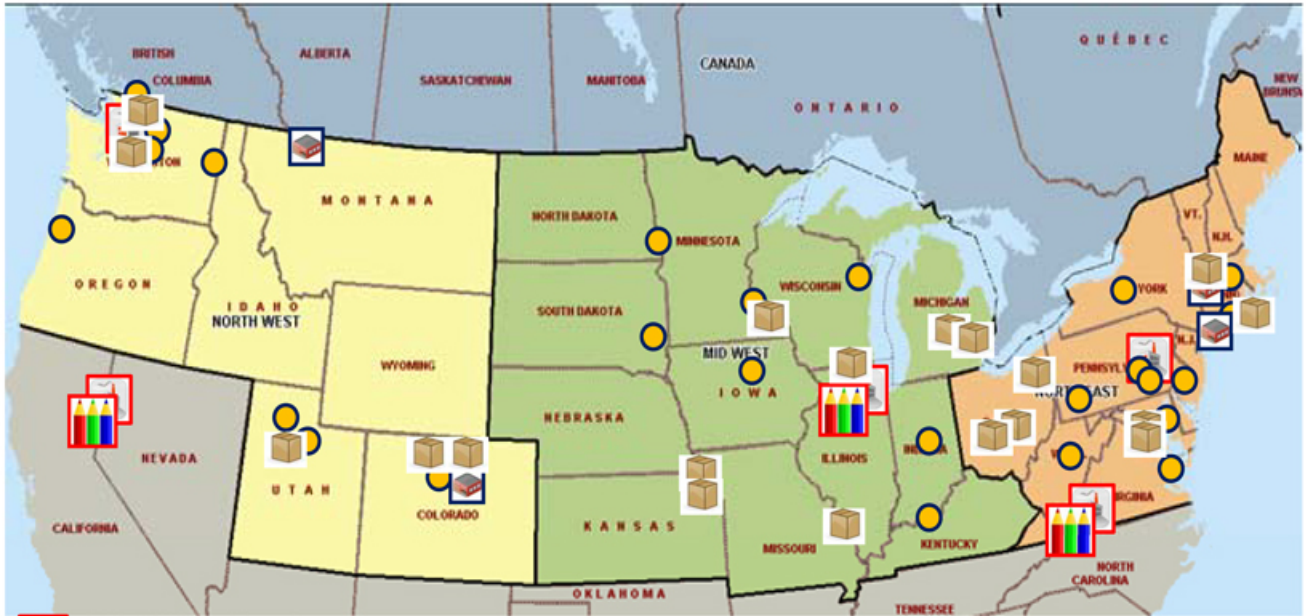 QUÉBEC
BRITISH
COLUMBIA
ALBERTA
SASKATCHEWAN
MANITOBA
CANADA
ONTARIO
NEW
MAINE
MONTANA
NORTH DAKOTA
MINNESOTA
VT.
N.H.
OREGON
IDAHO
NORTH WEST
SOUTH DAKOTA
WISCONSIN
MICHIGAN
YORK
WYOMING
MID WEST
IOWA
N.J.
NEBRASKA
NEVADA
UTAH
COLORADO
ILLINOIS
CALIFORNIA
KANSAS
MISSOURI
KENTUCKY
OKLAHOMA
TENNESSEE
NORTH
CAROLINA